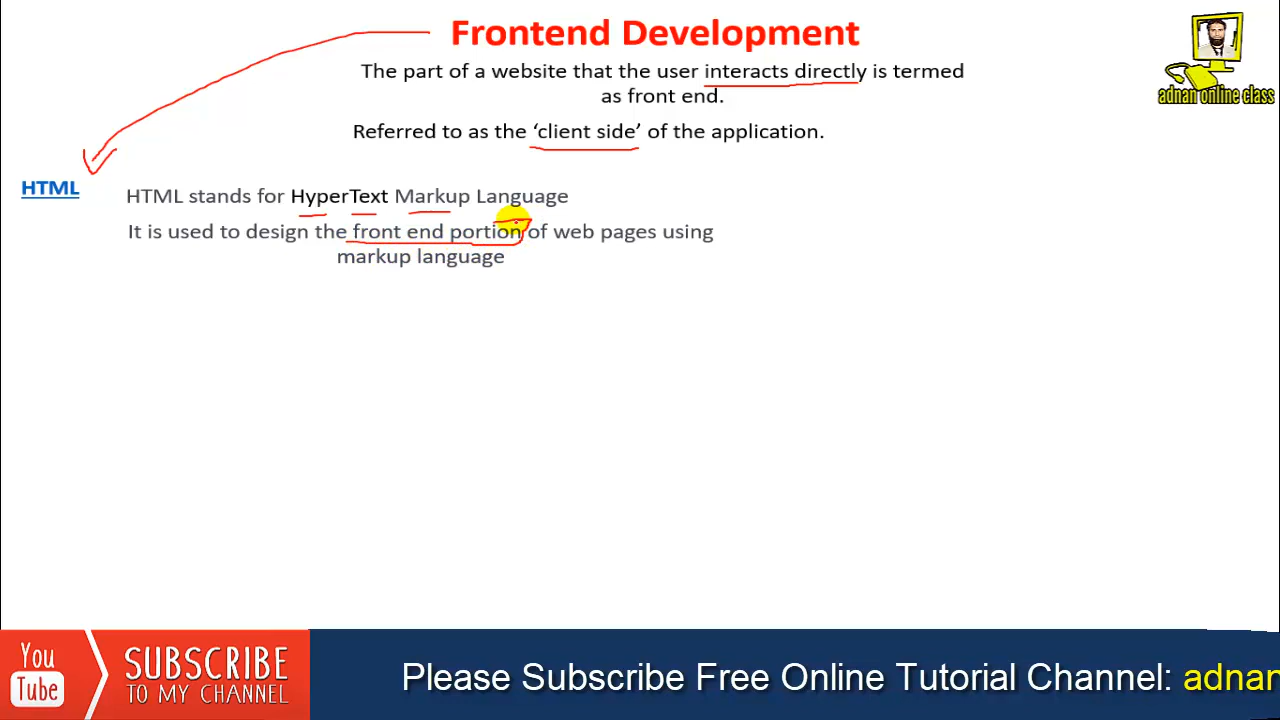 Frontend Development
The part of a website that the user interacts directly is termed
as front end.
Referred to as the ‘client side’ of the application.
adnan online class
HTML
HTML stands for HyperText Markup Language
It is used to design the front end portion of web pages using
markup language
You
Tube
SUBSCRIBE
TO MY CHANNEL
Please Subscribe Free Online Tutorial Channel: adnan